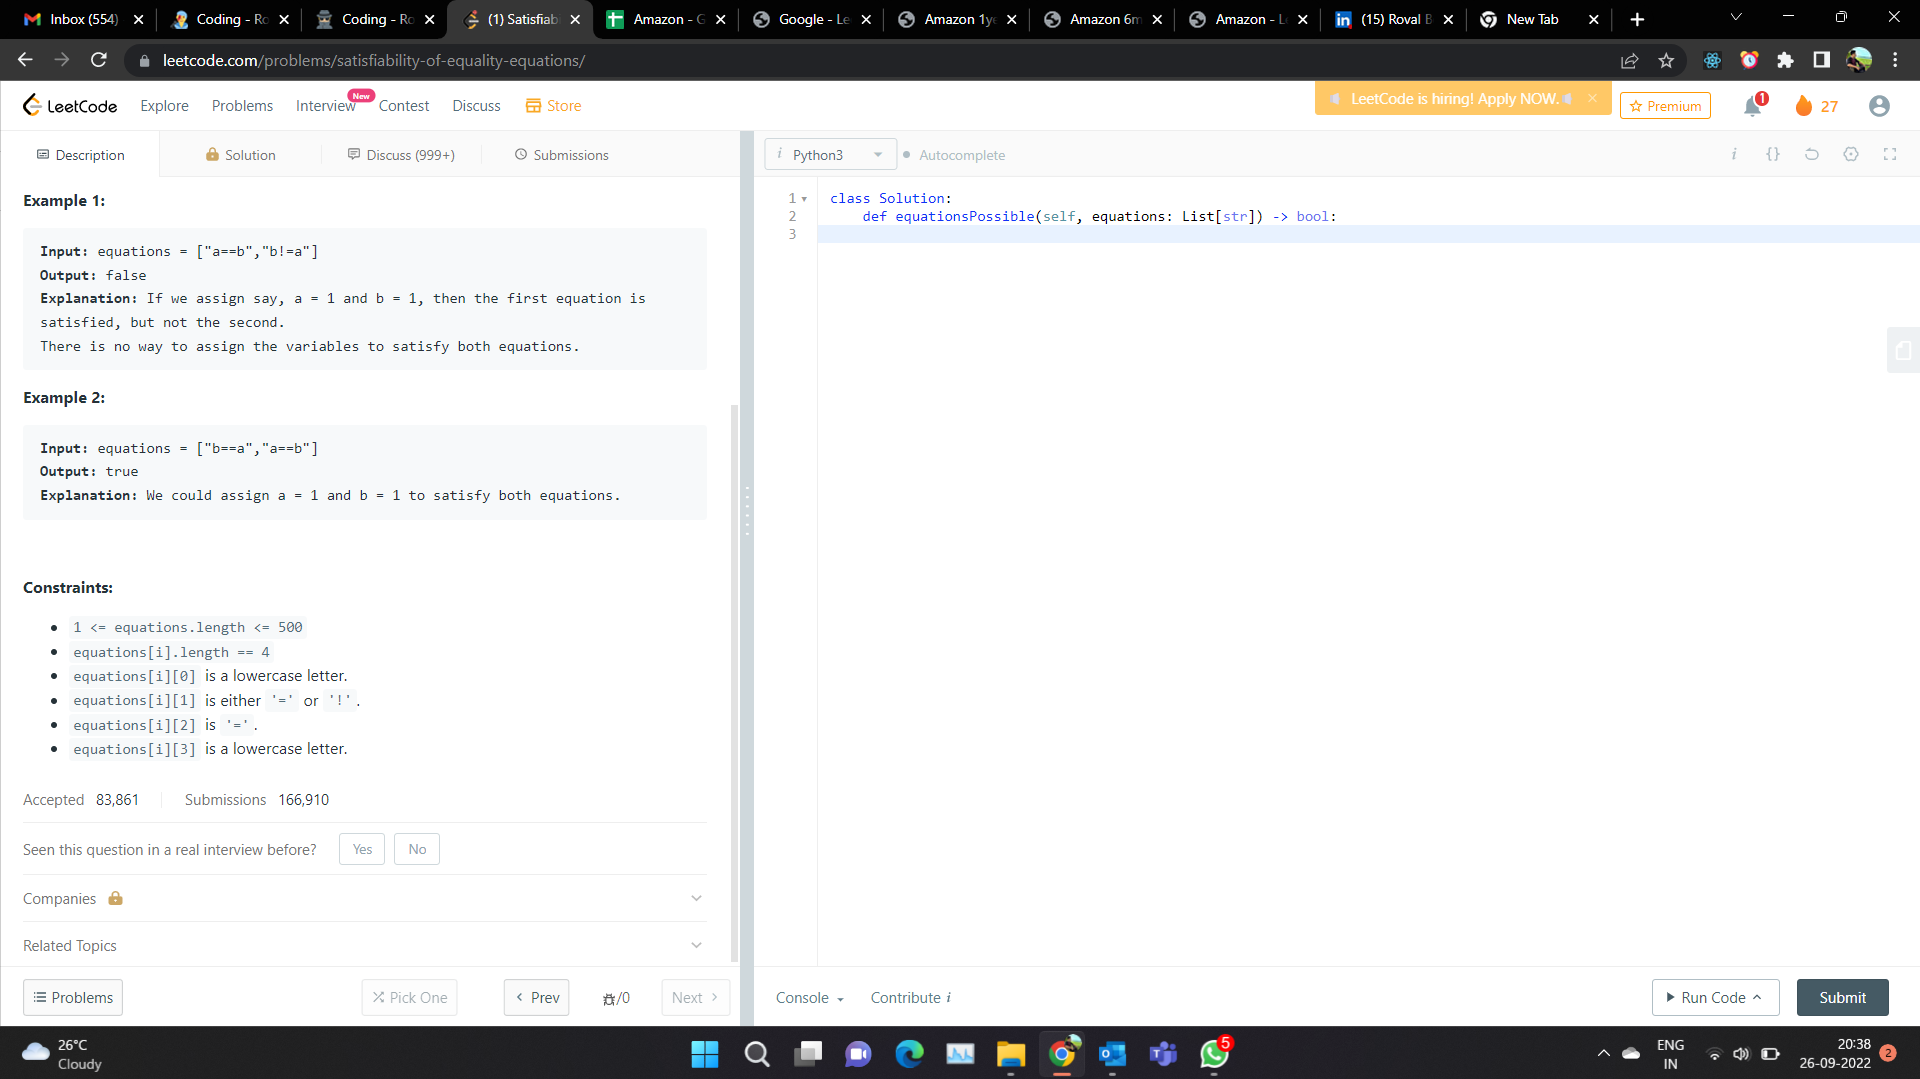 Inbox (554)
Coding - Ro
Coding - Ro
(1) Satisfiab
Amazon - G
Google - Le
Amazon 1ye
Amazon 6m
Amazon - L
(15) Roval B
New Tab
leetcode.com/problems/satisfiability-of-equality-equations/
LeetCode
Explore
Problems
Interview
New
Contest
Discuss
Store
LeetCode is hiring! Apply NOW.
Premium
1
27
Description
Solution
Discuss (999+)
Submissions
i Python3
Autocomplete
i {}
Example 1:
Input: equations = ["a==b","b!=a"]
Output: false
Explanation: If we assign say, a = 1 and b = 1, then the first equation is
satisfied, but not the second.
There is no way to assign the variables to satisfy both equations.
Example 2:
Input: equations = ["b==a","a==b"]
Output: true
Explanation: We could assign a = 1 and b = 1 to satisfy both equations.
Constraints:
1 <= equations.length <= 500
equations[i].length == 4
equations[i][0] is a lowercase letter.
equations[i][1] is either '=' or '!'.
equations[i][2] is '='.
equations[i][3] is a lowercase letter.
Accepted 83,861
Submissions 166,910
Seen this question in a real interview before?
Yes
No
Companies
Related Topics
1 class Solution:
2 def equationsPossible(self, equations: List[str]) -> bool:
3
Problems
Pick One
Prev
/0
Next
Console
Contribute i
Run Code
Submit
26°C
Cloudy
5
ENG
IN
20:38
26-09-2022
2